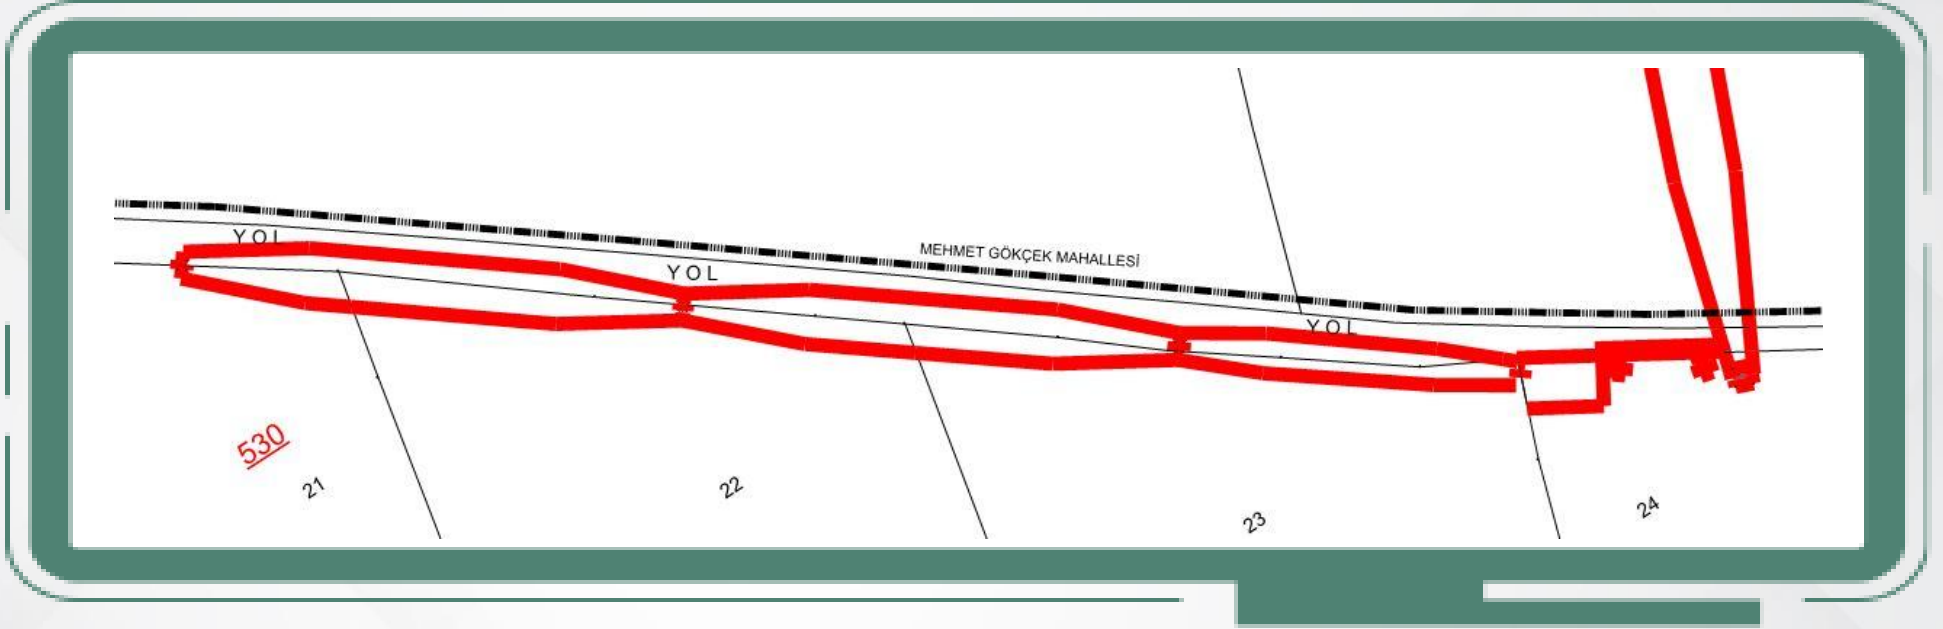 YOL
YOL
MEHMET GÖKÇEK MAHALLESİ
YOL
530
21
22
23
24